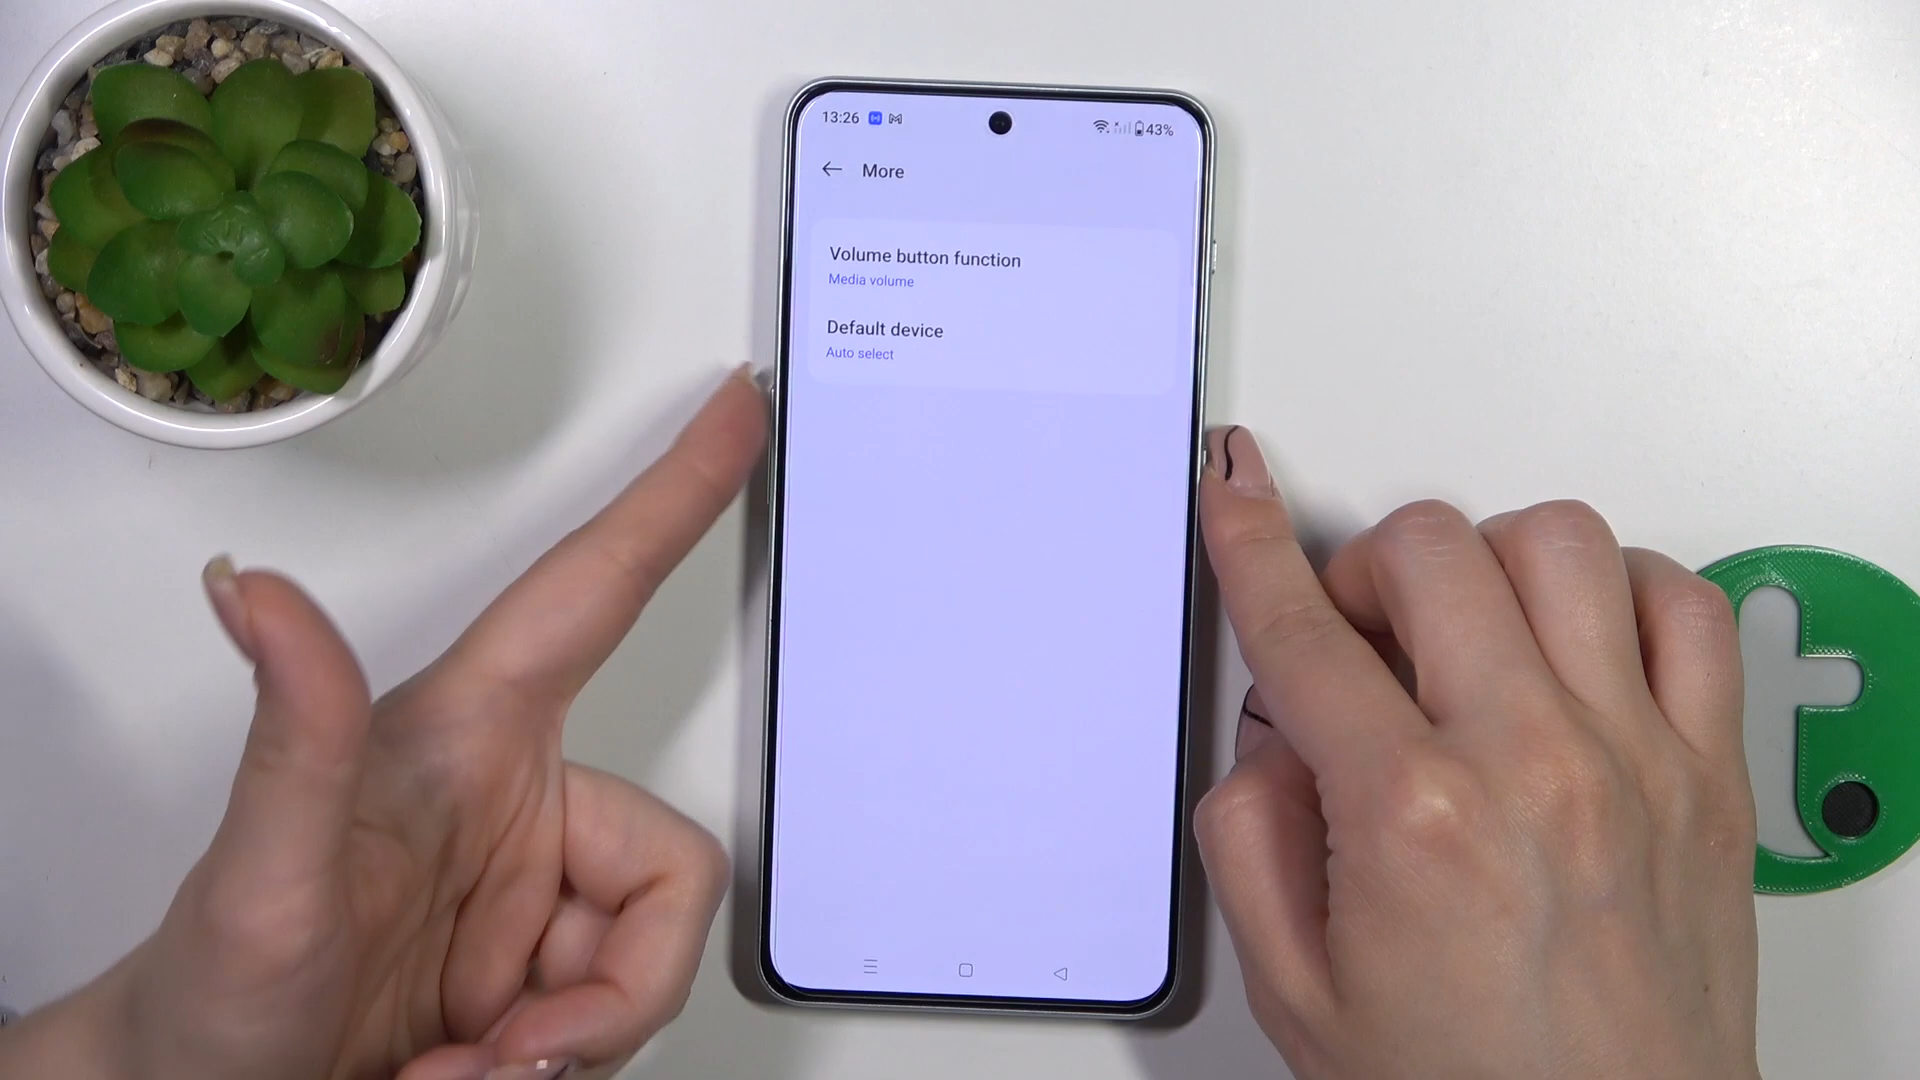 13:26
43%
More
Volume button function
Media volume
Default device
Auto select